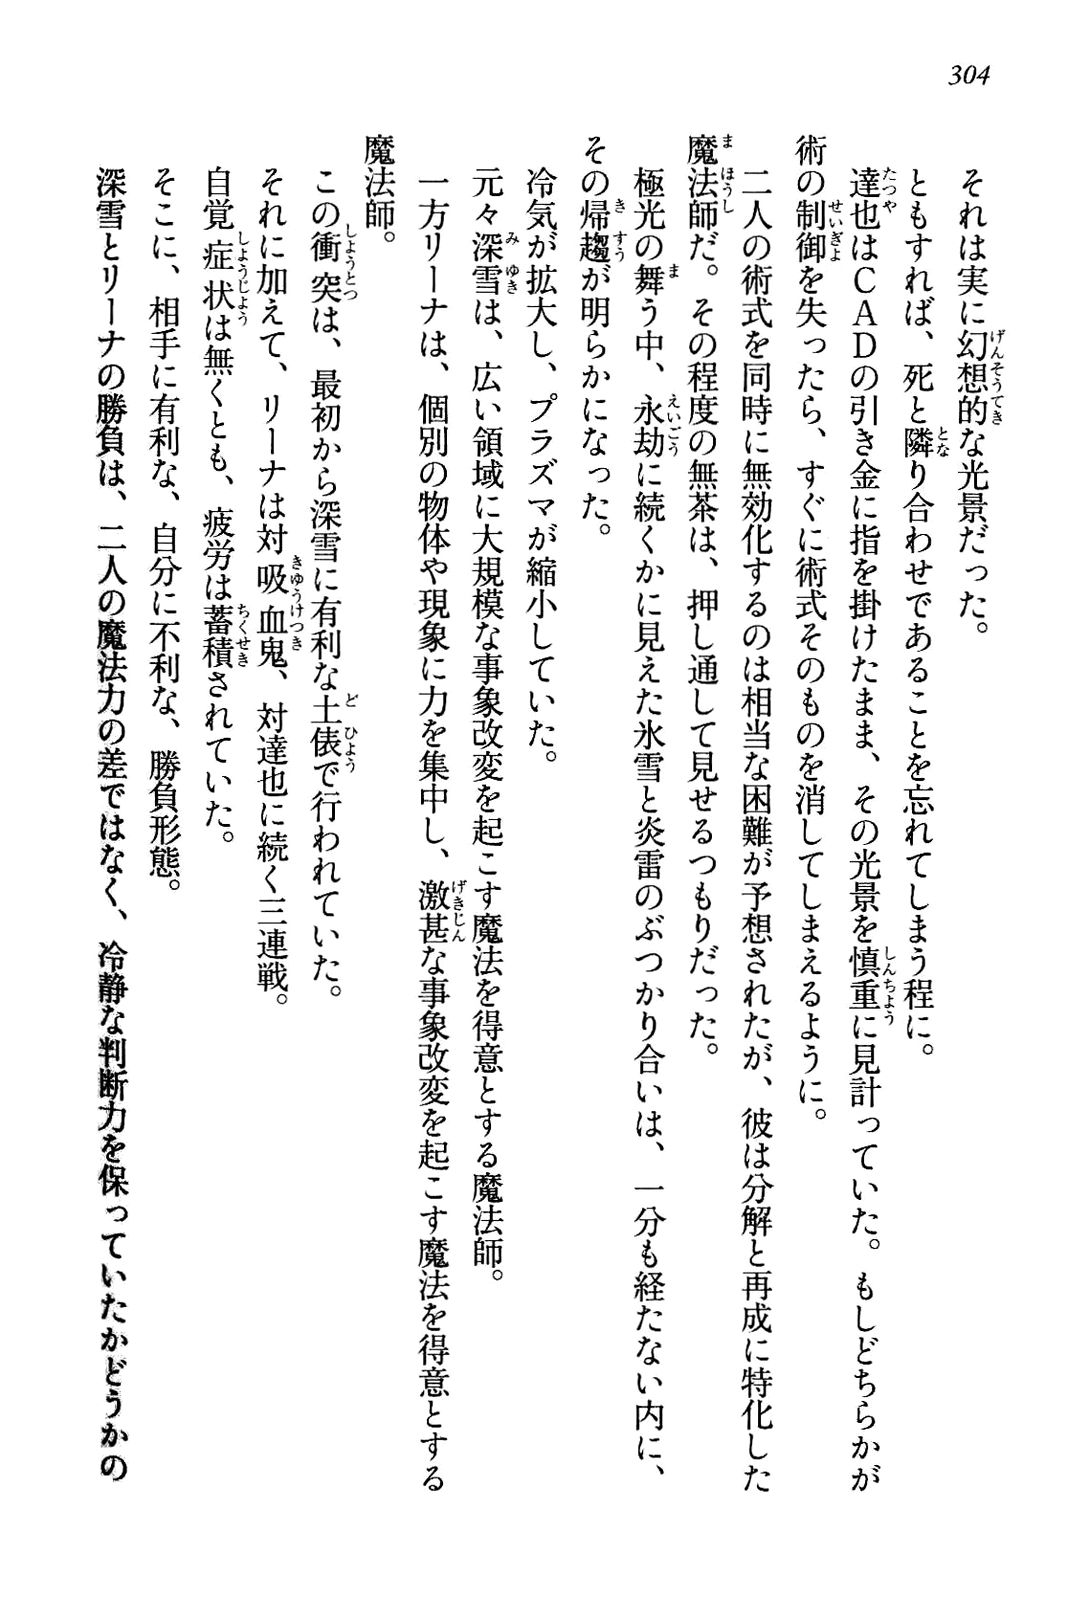 304
それは実に幻想的な光景だった。
ともすれば、死と隣り合わせであることを忘れてしまう程に。
達也はCADの引き金に指を掛けたまま、その光景を慎重に見計っていた。もしどちらかが
術の制御を失ったら、すぐに術式そのものを消してしまえるように。
二人の術式を同時に無効化するのは相当な困難が予想されたが、彼は分解と再成に特化した
魔法師だ。その程度の無茶は、押し通して見せるつもりだった。
極光の舞う中、永劫に続くかに見えた氷雪と炎雷のぶつかり合いは、一分も経たない内に、
その帰趨が明らかになった。
冷気が拡大し、プラズマが縮小していた。
元々深雪は、広い領域に大規模な事象改変を起こす魔法を得意とする魔法師。
一方リーナは、個別の物体や現象に力を集中し、激甚な事象改変を起こす魔法を得意とする
魔法師。
この衝突は、最初から深雪に有利な土俵で行われていた。
それに加えて、リーナは対吸血鬼、対達也に続く三連戦。
自覚症状は無くとも、疲労は蓄積されていた。
そこに、相手に有利な、自分に不利な、勝負形態。
深雪とリーナの勝負は、二人の魔法力の差ではなく、冷静な判断力を保っていたかどうかの